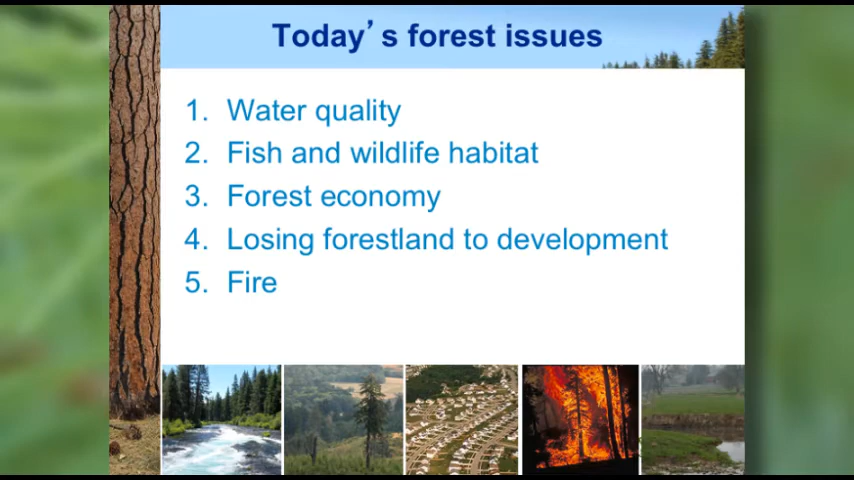 Today's forest issues
1. Water quality
2. Fish and wildlife habitat
3. Forest economy
4. Losing forestland to development
5. Fire